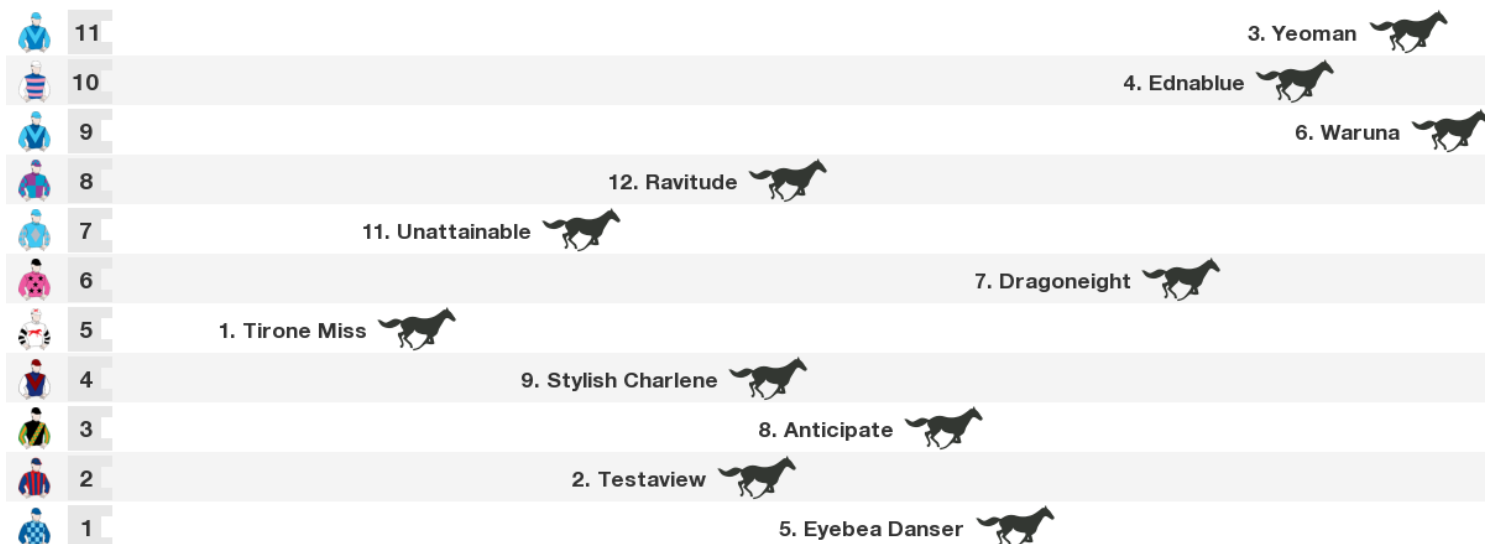 11 3. Yeoman
10 4. Ednablue
9 6. Waruna
8 12. Ravitude
7 11. Unattainable
6 7. Dragoneight
5 1. Tirone Miss
4 9. Stylish Charlene
3 8. Anticipate
2 2. Testaview
1 5. Eyebea Danser